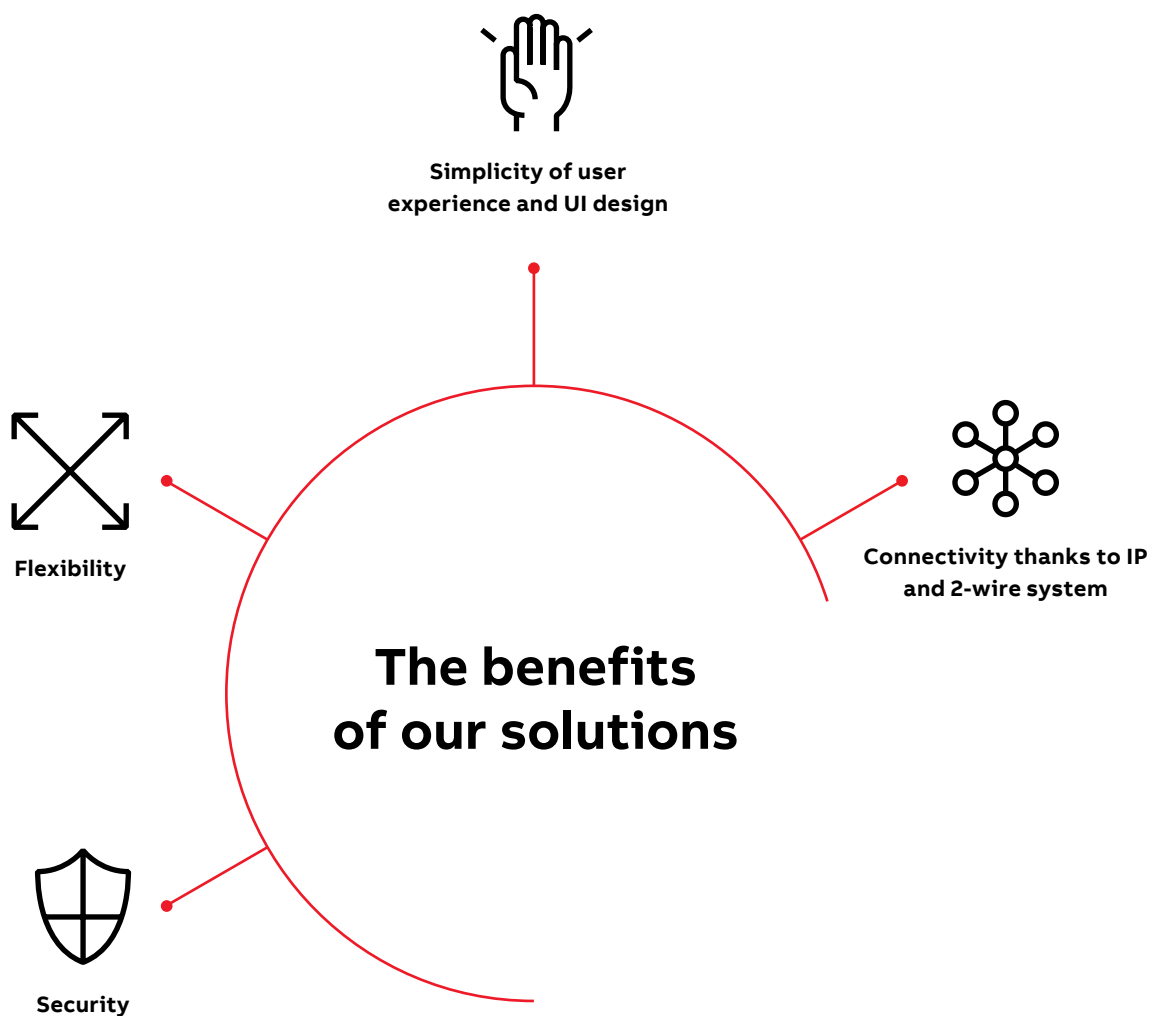 Simplicity of user
experience and UI design
Flexibility
Connectivity thanks to IP
and 2-wire system
The benefits
of our solutions
Security